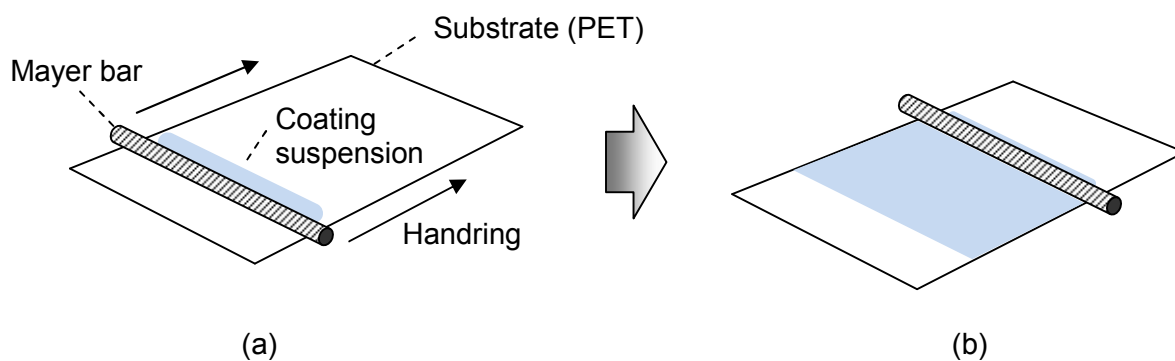 Substrate (PET)
Mayer bar
Coating
suspension
Handring
(a)
(b)